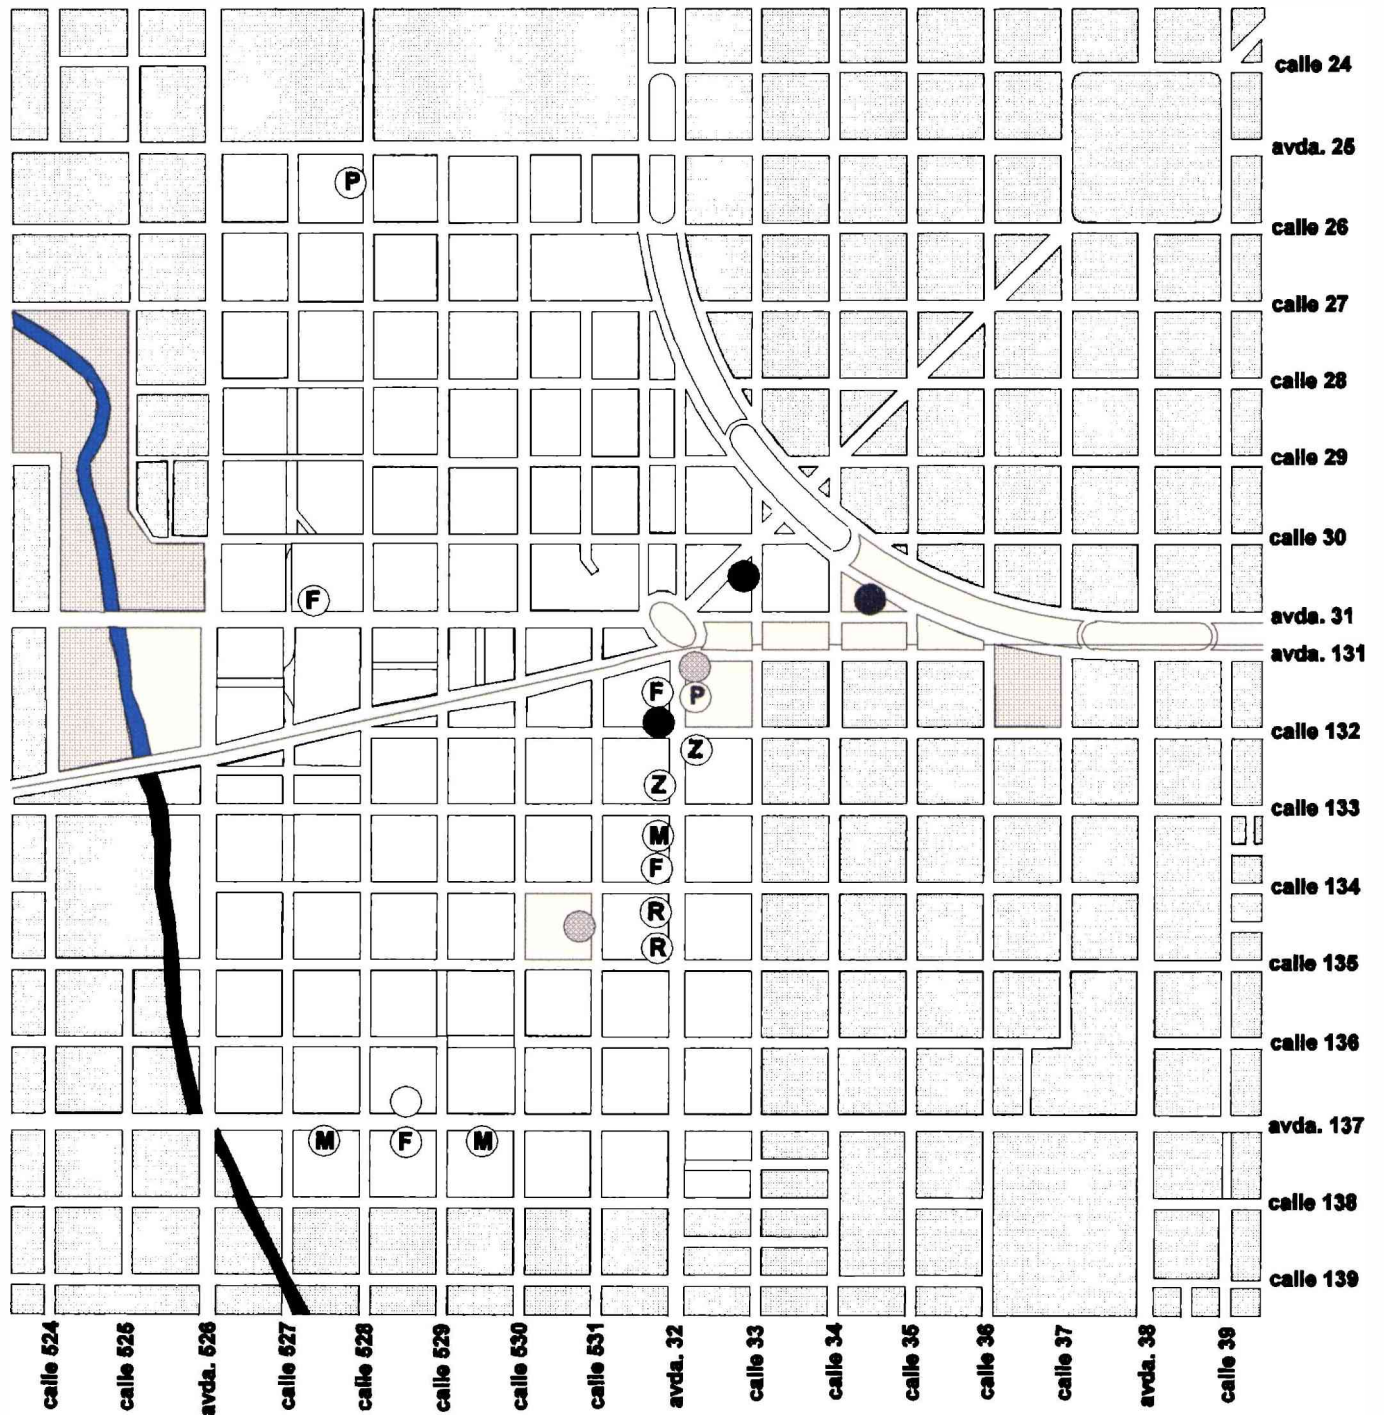 calle 24
avda. 25
P
calle 26
calle 27
calle 28
calle 29
calle 30
F
avda. 31
avda. 131
F
P
calle 132
Z
Z
calle 133
M
F
calle 134
R
R
calle 135
calle 136
avda. 137
M
F
M
calle 138
calle 139
calle 524
calle 525
avda. 526
calle 527
calle 528
calle 529
calle 530
calle 531
avda. 32
calle 33
calle 34
calle 35
calle 36
calle 37
avda. 38
calle 39